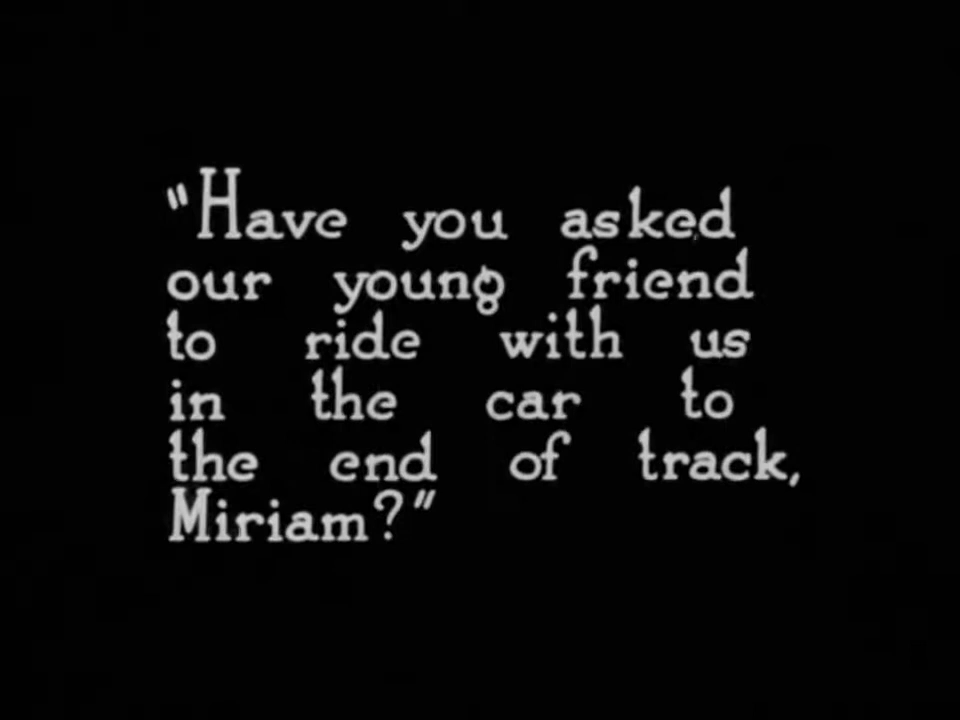 "Have you asked
our young friend
to ride with us
in the car to
the end of track,
Miriam?"